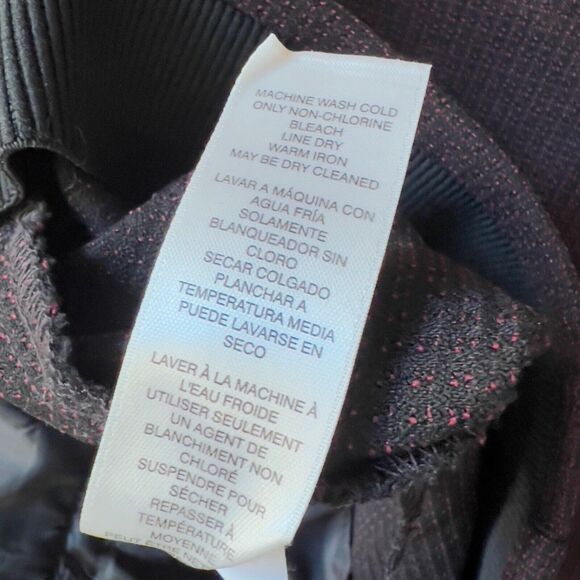 MACHINE WASH COLD
ONLY NON-CHLORINE
BLEACH
LINE DRY
WARM IRON
MAY BE DRY CLEANED
LAVAR A MÁQUINA CON
AGUA FRÍA
SOLAMENTE
BLANQUEADOR SIN
CLORO
SECAR COLGADO
PLANCHAR A
TEMPERATURA MEDIA
PUEDE LAVARSE EN
SECO
LAVER À LA MACHINE À
L'EAU FROIDE
UTILISER SEULEMENT
UN AGENT DE
BLANCHIMENT NON
CHLORÉ
SUSPENDRE POUR
SÉCHER
REPASSER À
TEMPÉRATURE
MOYENNE
PEUT ÊTRE